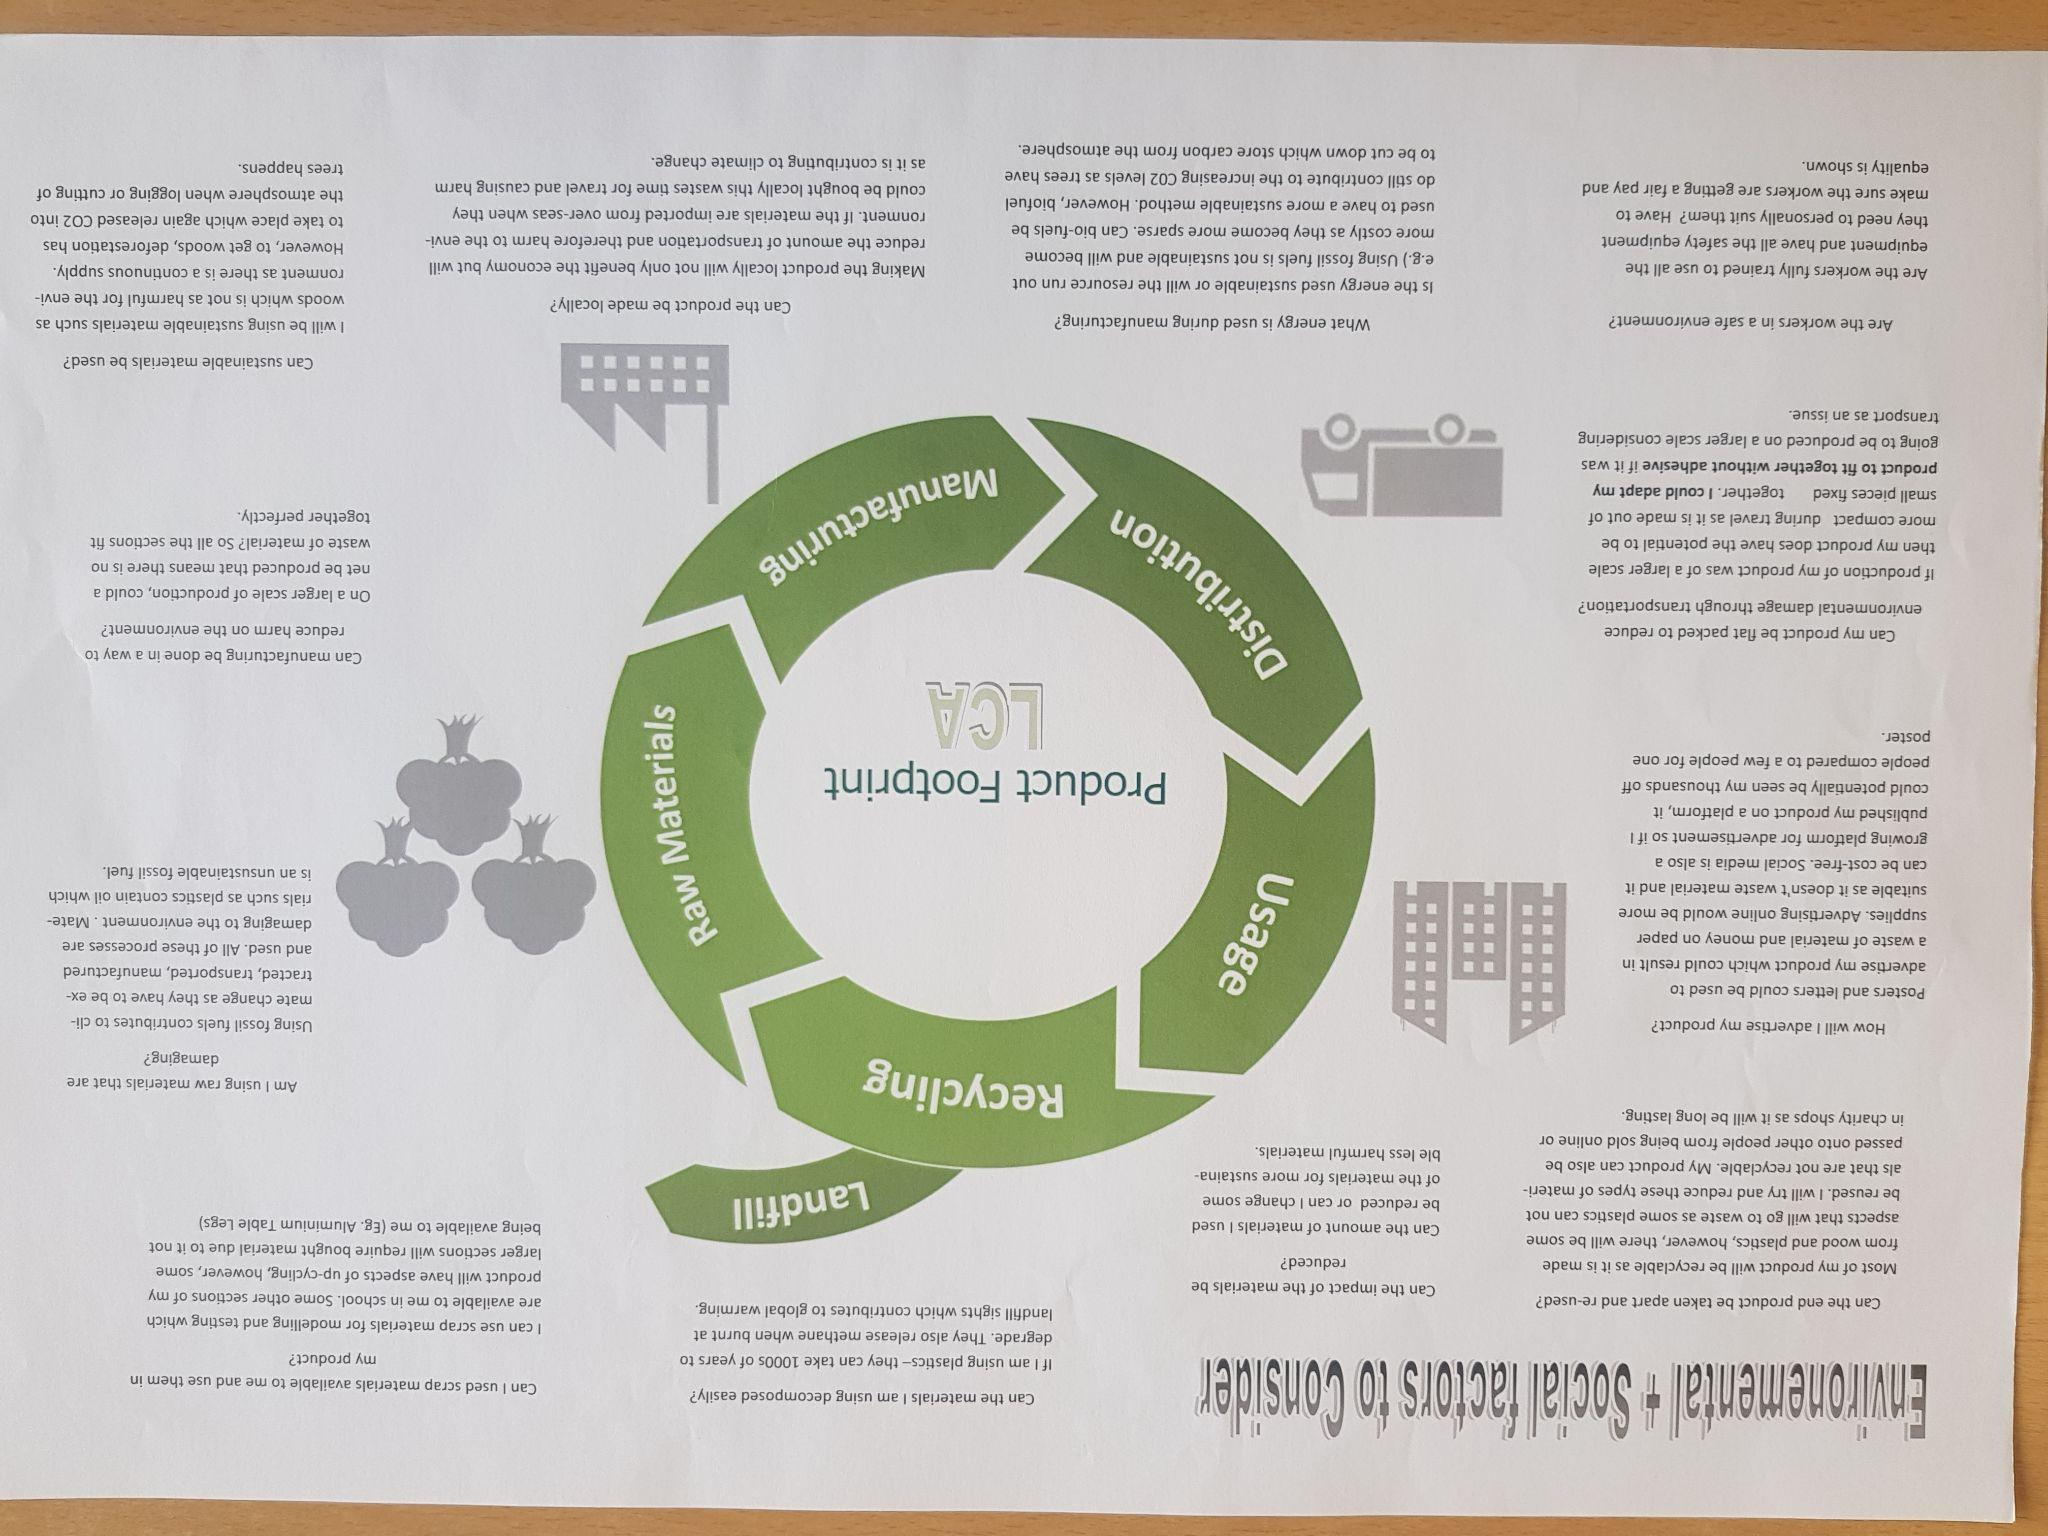 Environemental + Social factors to Consider
Can the end product be taken apart and re-used?
Most of my product will be recyclable as it is made
from wood and plastics, however, there will be some
aspects that will go to waste as some plastics can not
be reused. I will try and reduce these types of materi-
als that are not recyclable. My product can also be
passed onto other people from being sold online or
in charity shops as it will be long lasting.
Can the impact of the materials be
reduced?
Can the amount of materials I used
be reduced or can I change some
of the materials for more sustaina-
ble less harmful materials.
Can the materials I am using decomposed easily?
If I am using plastics– they can take 1000s of years to
degrade. They also release methane when burnt at
landfill sights which contributes to global warming.
Can I used scrap materials available to me and use them in
my product?
I can use scrap materials for modelling and testing which
are available to me in school. Some other sections of my
product will have aspects of up-cycling, however, some
larger sections will require bought material due to it not
being available to me (Eg. Aluminium Table Legs)
How will I advertise my product?
Posters and letters could be used to
advertise my product which could result in
a waste of material and money on paper
supplies. Advertising online would be more
suitable as it doesn't waste material and it
can be cost-free. Social media is also a
growing platform for advertisement so if I
published my product on a platform, it
could potentially be seen my thousands off
people compared to a few people for one
poster.
Landfill
Recycling
Usage
Raw Materials
Product Footprint
LCA
Distribution
Manufacturing
Am I using raw materials that are
damaging?
Using fossil fuels contributes to cli-
mate change as they have to be ex-
tracted, transported, manufactured
and used. All of these processes are
damaging to the environment . Mate-
rials such as plastics contain oil which
is an unsustainable fossil fuel.
Can my product be flat packed to reduce
environmental damage through transportation?
If production of my product was of a larger scale
then my product does have the potential to be
more compact during travel as it is made out of
small pieces fixed together. I could adapt my
product to fit together without adhesive if it was
going to be produced on a larger scale considering
transport as an issue.
Can manufacturing be done in a way to
reduce harm on the environment?
On a larger scale of production, could a
net be produced that means there is no
waste of material? So all the sections fit
together perfectly.
Are the workers in a safe environment?
Are the workers fully trained to use all the
equipment and have all the safety equipment
they need to personally suit them? Have to
make sure the workers are getting a fair pay and
equality is shown.
What energy is used during manufacturing?
Is the energy used sustainable or will the resource run out
e.g.) Using fossil fuels is not sustainable and will become
more costly as they become more sparse. Can bio-fuels be
used to have a more sustainable method. However, biofuel
do still contribute to the increasing C02 levels as trees have
to be cut down which store carbon from the atmosphere.
Can the product be made locally?
Making the product locally will not only benefit the economy but will
reduce the amount of transportation and therefore harm to the envi-
ronment. If the materials are imported from over-seas when they
could be bought locally this wastes time for travel and causing harm
as it is contributing to climate change.
Can sustainable materials be used?
I will be using sustainable materials such as
woods which is not as harmful for the envi-
ronment as there is a continuous supply.
However, to get woods, deforestation has
to take place which again released CO2 into
the atmosphere when logging or cutting of
trees happens.